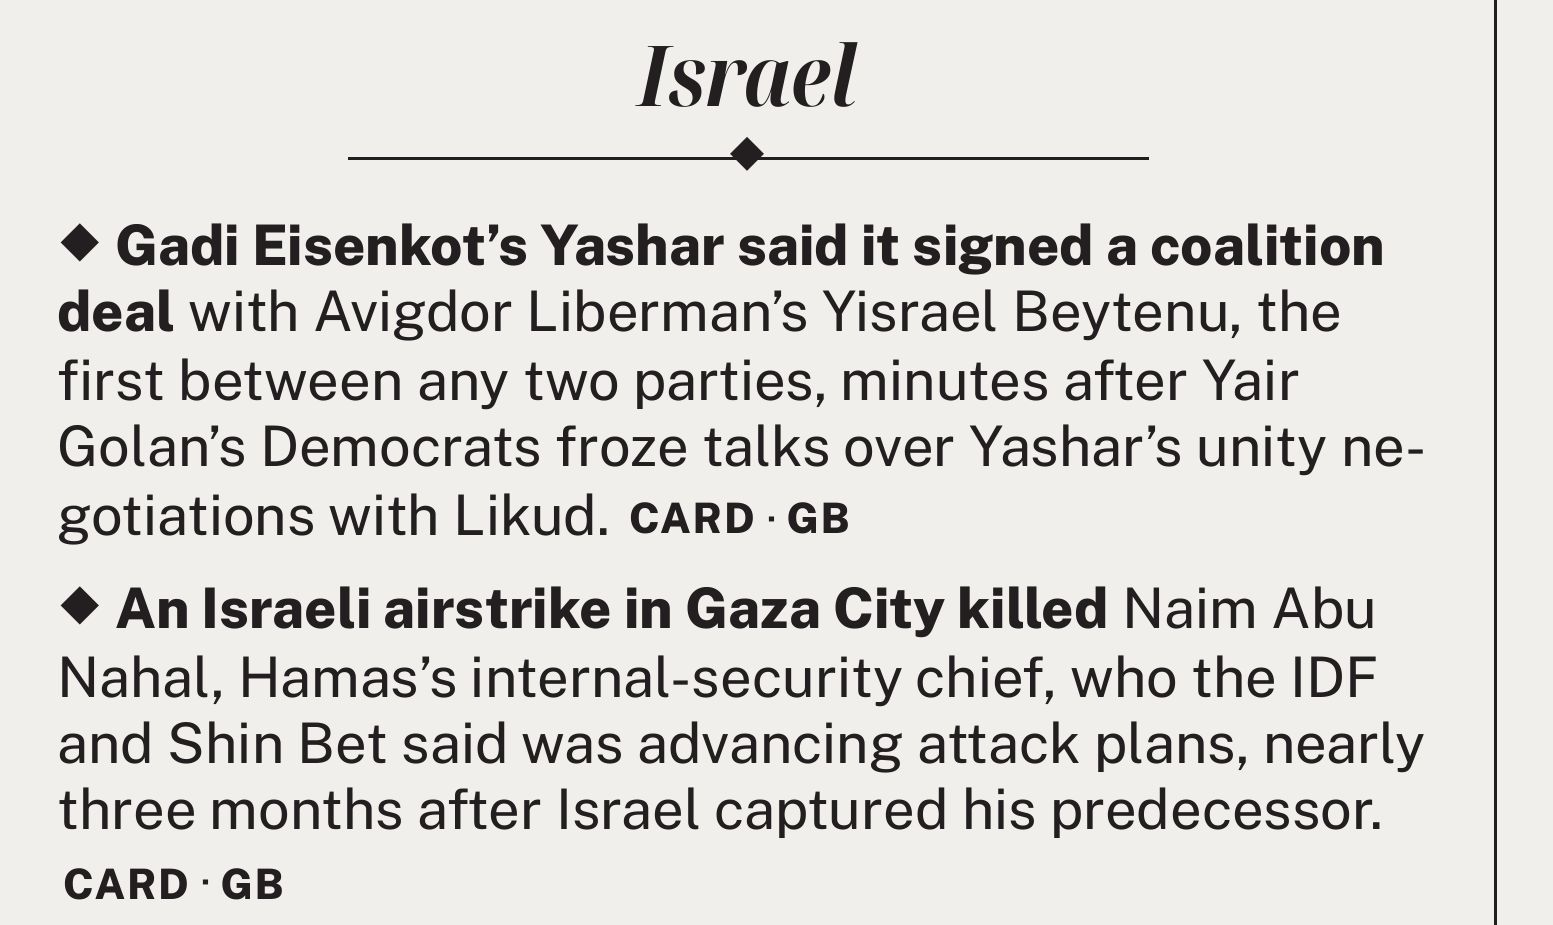 Israel
◆ Gadi Eisenkot’s Yashar said it signed a coalition
deal with Avigdor Liberman’s Yisrael Beytenu, the
first between any two parties, minutes after Yair
Golan’s Democrats froze talks over Yashar’s unity ne-
gotiations with Likud. CARD · GB
◆ An Israeli airstrike in Gaza City killed Naim Abu
Nahal, Hamas’s internal-security chief, who the IDF
and Shin Bet said was advancing attack plans, nearly
three months after Israel captured his predecessor.
CARD · GB